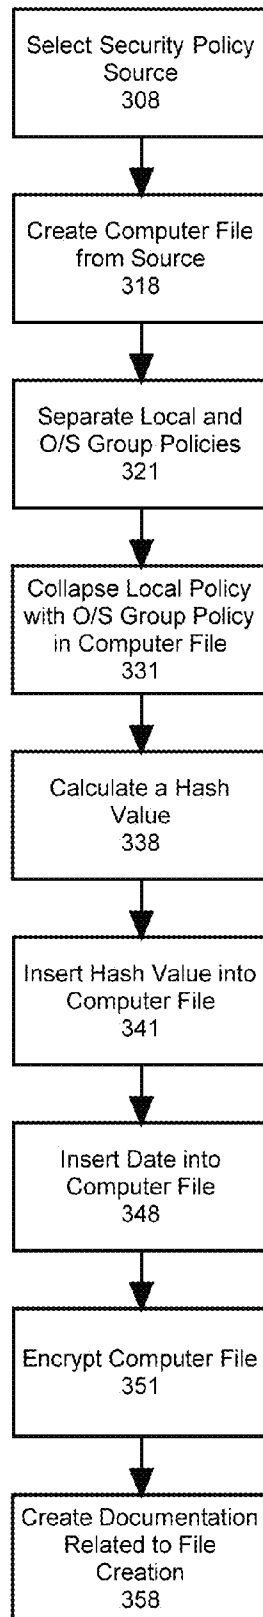 Select Security Policy
Source
308
Create Computer File
from Source
318
Separate Local and
O/S Group Policies
321
Collapse Local Policy
with O/S Group Policy
in Computer File
331
Calculate a Hash
Value
338
Insert Hash Value into
Computer File
341
Insert Date into
Computer File
348
Encrypt Computer File
351
Create Documentation
Related to File
Creation
358